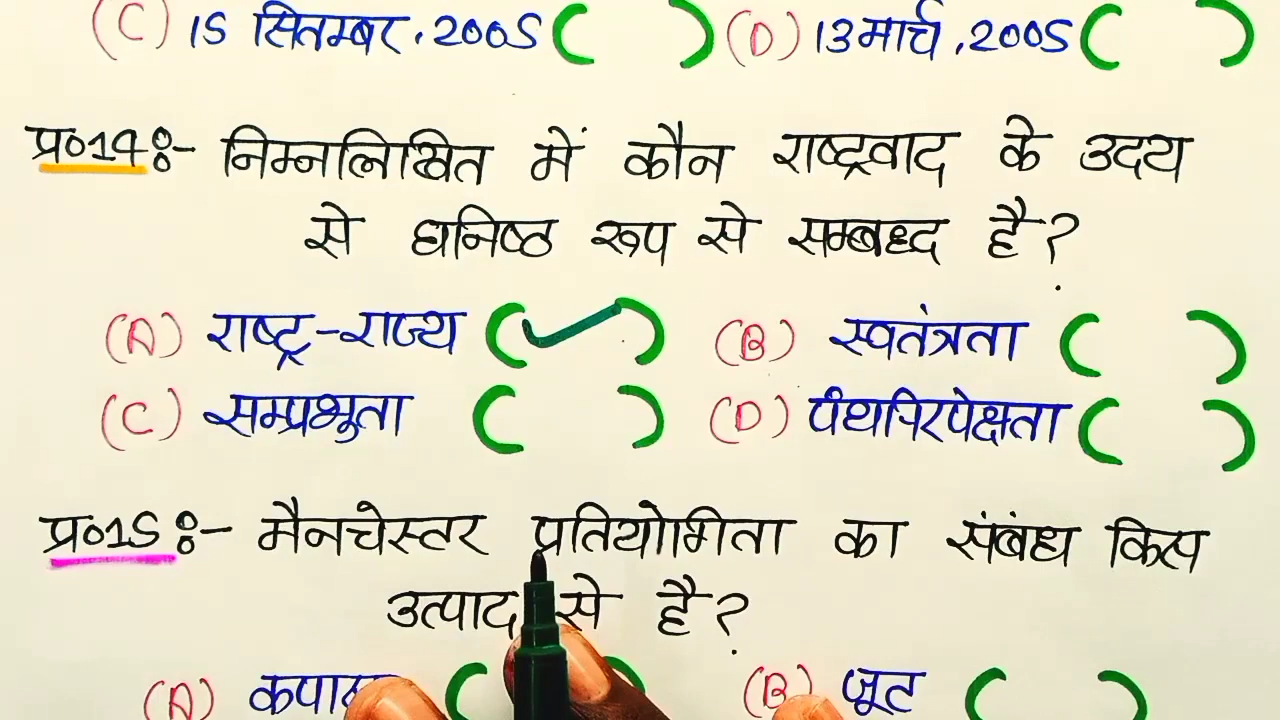 (C) 15 सितम्बर, 2005 ( ) (D) 13 मार्च, 2005 ( )
प्र०14ः- निम्नलिखित में कौन राष्ट्रवाद के उदय
से घनिष्ठ रूप से सम्बध्द है?
(A) राष्ट्र-राज्य (✓) (B) स्वतंत्रता ( )
(C) सम्प्रभुता ( ) (D) पंथनिरपेक्षता ( )
प्र०15ः- मैनचेस्टर प्रतियोगिता का संबंध किस
उत्पाद से है?
(A) ( ) (B) जूट ( )